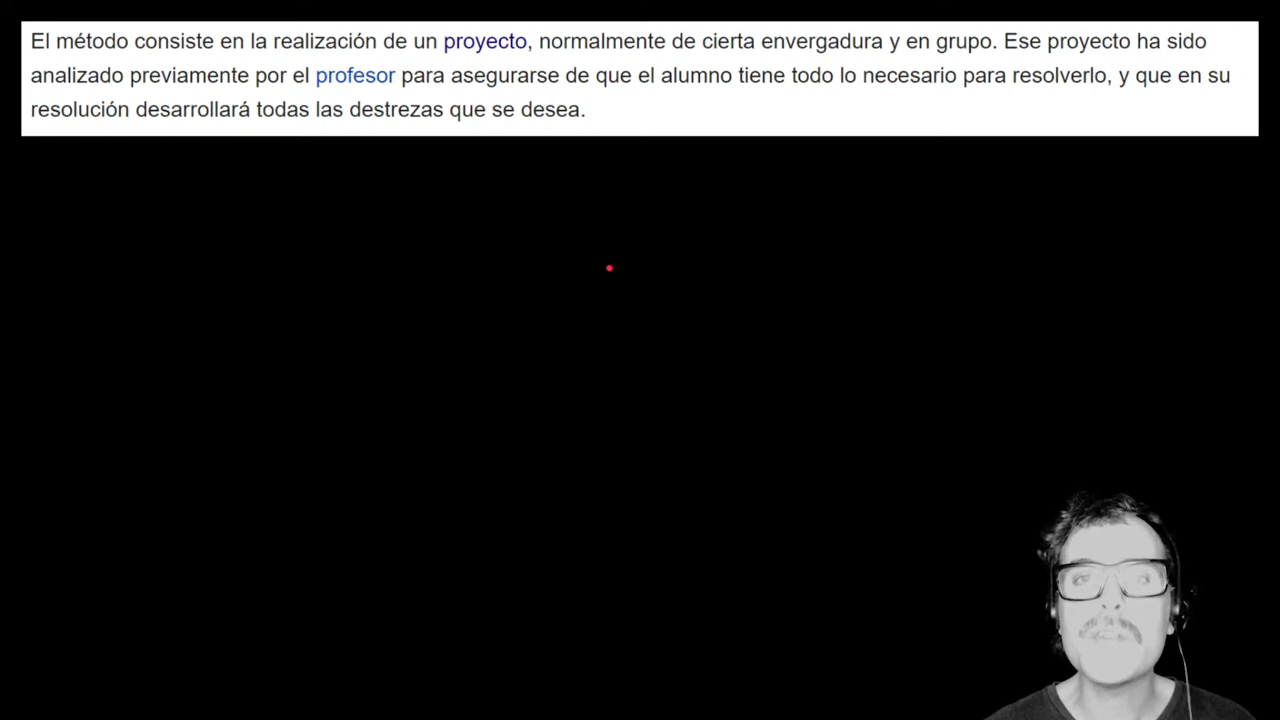 El método consiste en la realización de un proyecto, normalmente de cierta envergadura y en grupo. Ese proyecto ha sido
analizado previamente por el profesor para asegurarse de que el alumno tiene todo lo necesario para resolverlo, y que en su
resolución desarrollará todas las destrezas que se desea.